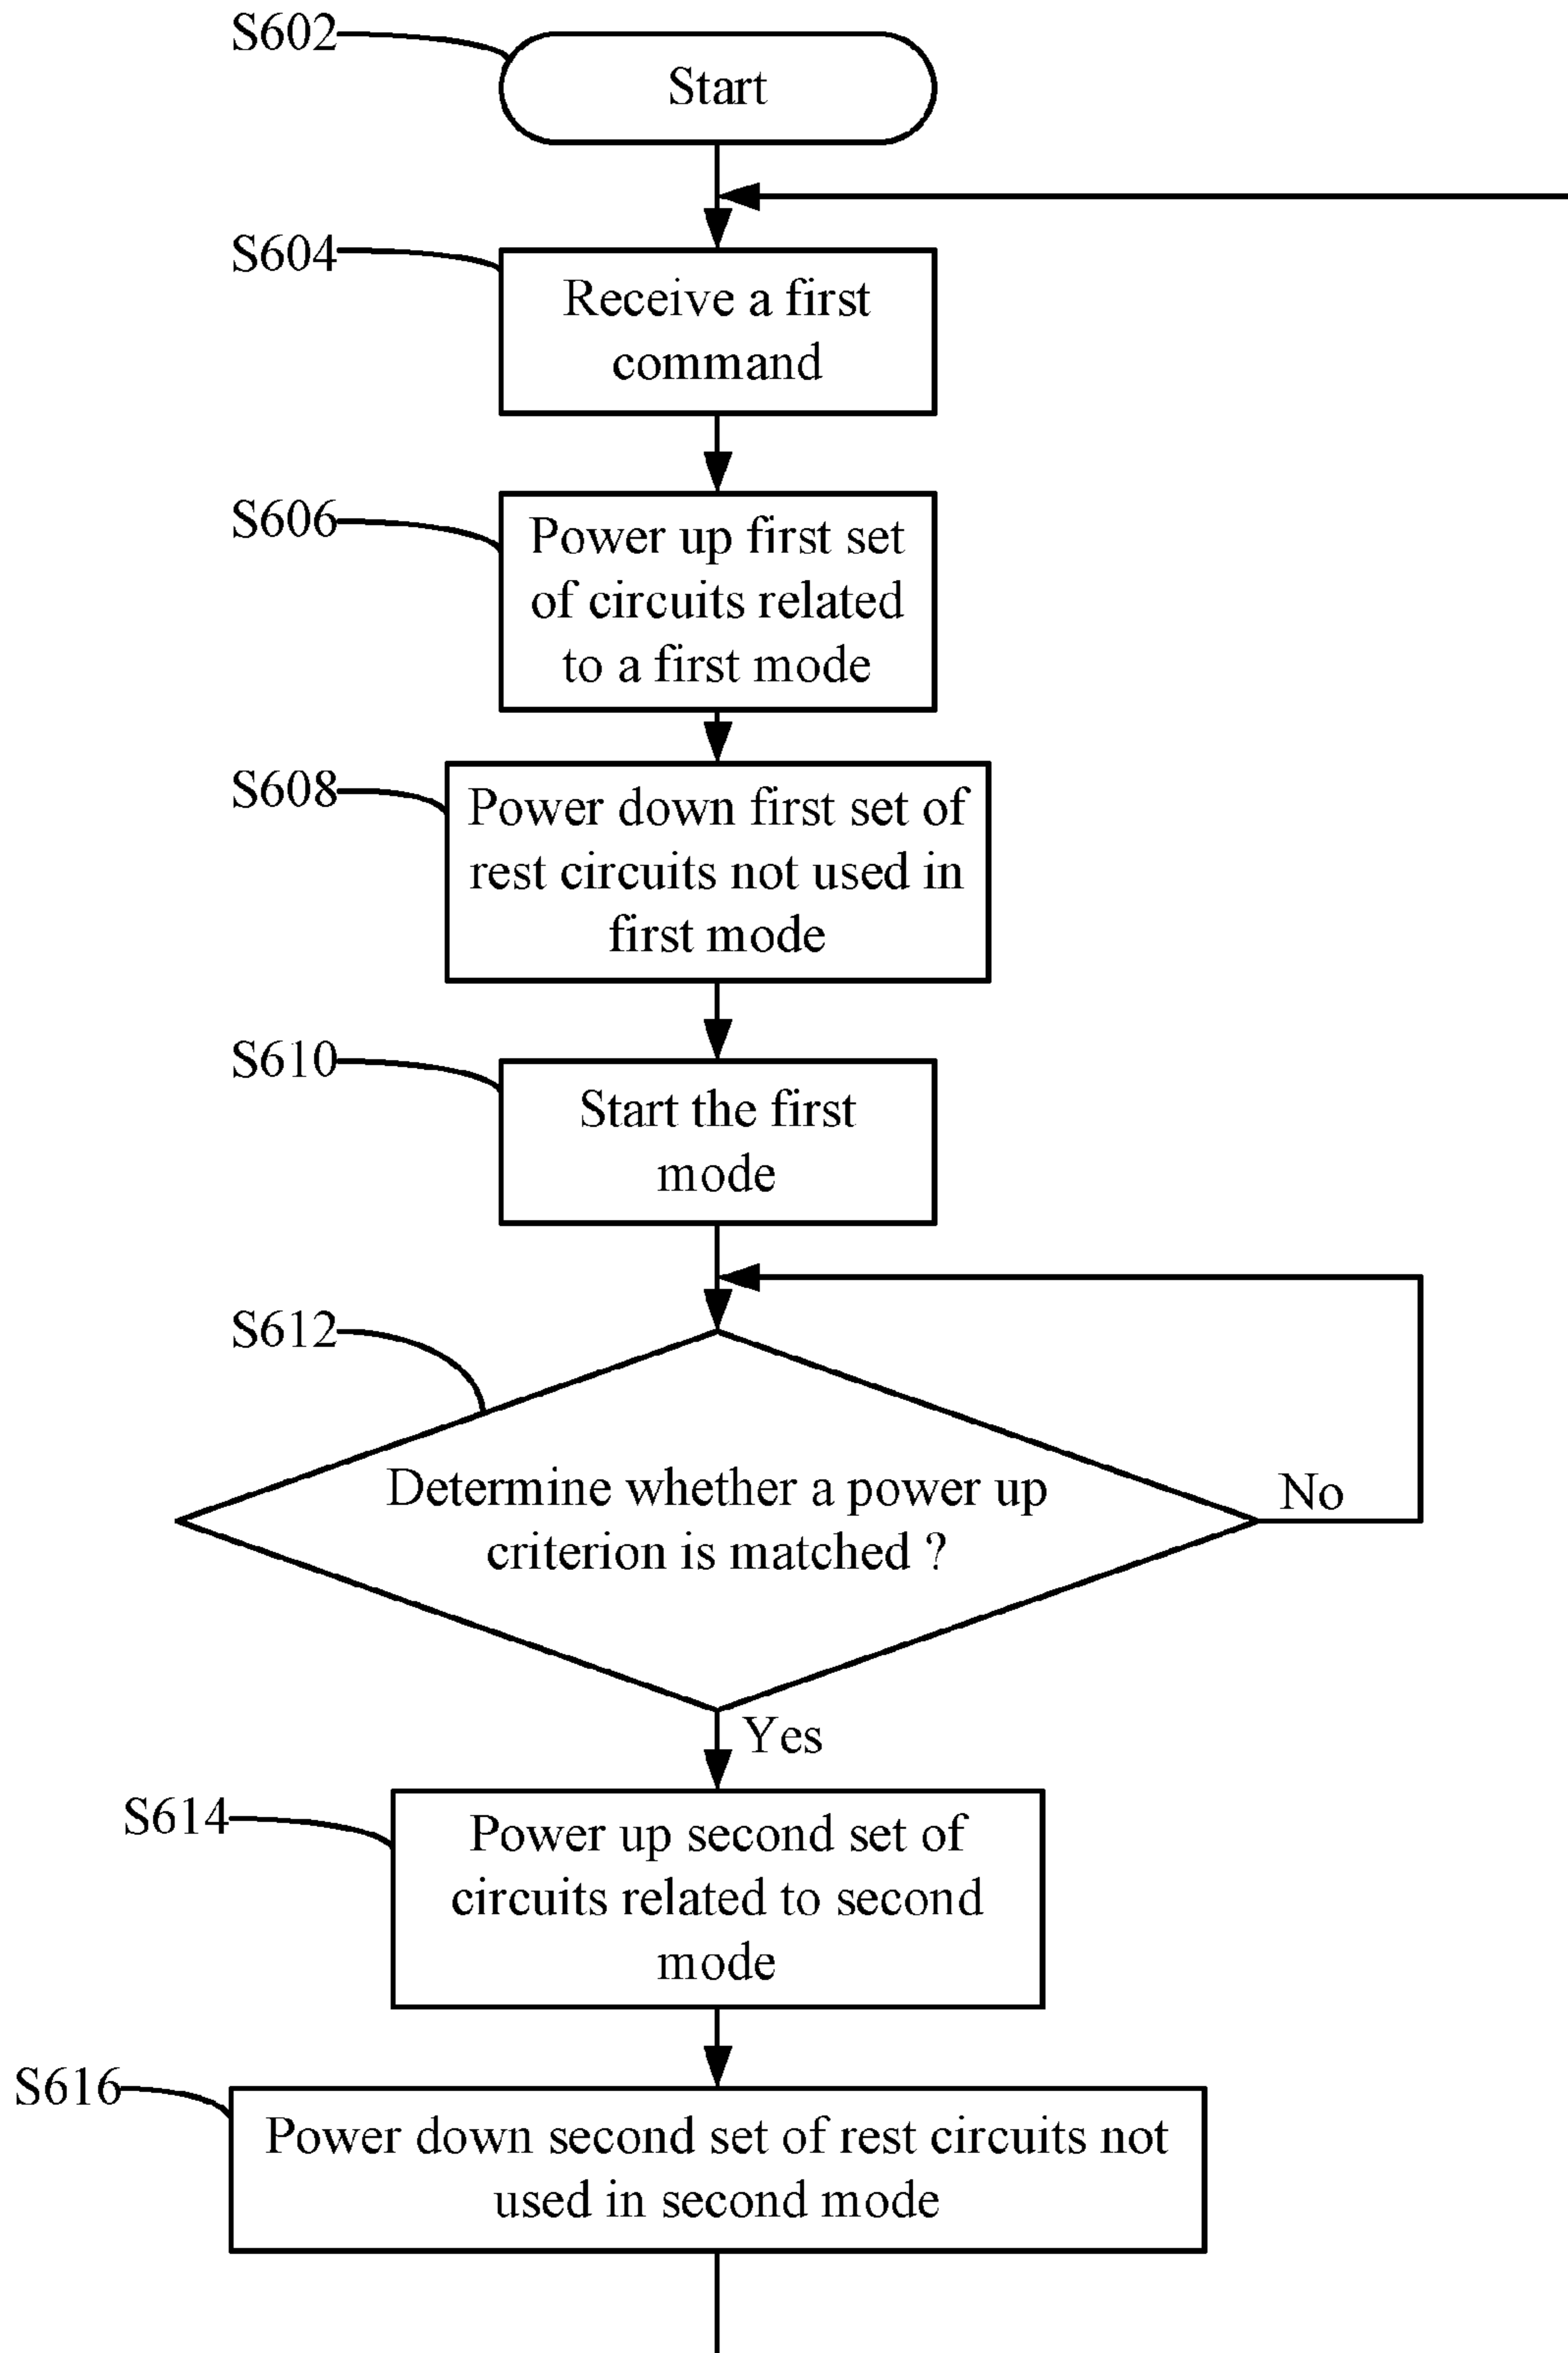 S602
Start
S604
Receive a first
command
S606
Power up first set
of circuits related
to a first mode
S608
Power down first set of
rest circuits not used in
first mode
S610
Start the first
mode
S612
Determine whether a power up
criterion is matched ?
No
Yes
S614
Power up second set of
circuits related to second
mode
S616
Power down second set of rest circuits not
used in second mode